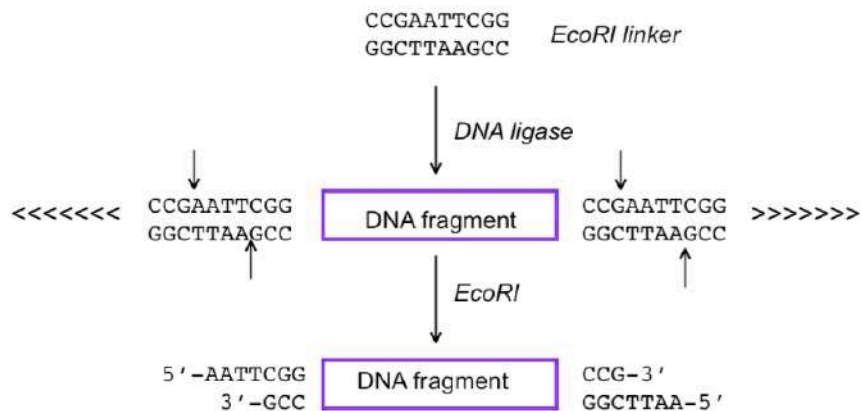 CCGAATTCGG
GGCTTAAGCC
EcoRI linker
DNA ligase
<<<<<<< CCGAATTCGG DNA fragment CCGAATTCGG >>>>>>>
GGCTTAAGCC GGCTTAAGCC
EcoRI
5'-AATTCGG DNA fragment CCG-3'
3'-GCC GGCTTAA-5'